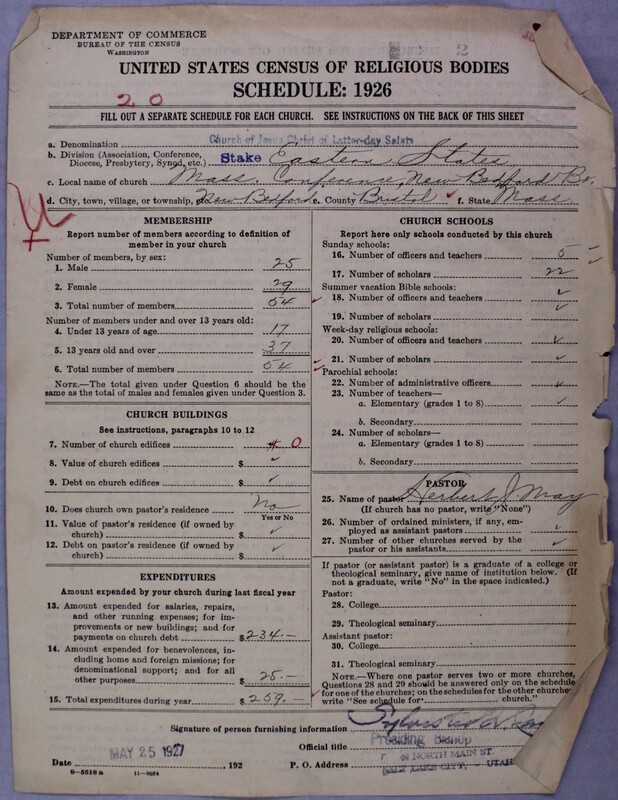 DEPARTMENT OF COMMERCE
BUREAU OF THE CENSUS
WASHINGTON
2
UNITED STATES CENSUS OF RELIGIOUS BODIES
SCHEDULE: 1926
20
FILL OUT A SEPARATE SCHEDULE FOR EACH CHURCH. SEE INSTRUCTIONS ON THE BACK OF THIS SHEET
a. Denomination Church of Jesus Christ of Latter-day Saints
b. Division (Association, Conference, Diocese, Presbytery, Synod, etc.) Stake Eastern States
c. Local name of church Mass. Conference, New Bedford Br.
d. City, town, village, or township, New Bedford e. County Bristol f. State Mass
MEMBERSHIP
Report number of members according to definition of
member in your church
Number of members, by sex:
1. Male 25
2. Female 29
3. Total number of members 54
Number of members under and over 13 years old:
4. Under 13 years of age 17
5. 13 years old and over 37
6. Total number of members 54
NOTE.—The total given under Question 6 should be the
same as the total of males and females given under Question 3.
CHURCH BUILDINGS
See instructions, paragraphs 10 to 12
7. Number of church edifices 0
8. Value of church edifices $ ✓
9. Debt on church edifices $ ✓
10. Does church own pastor's residence No
Yes or No
11. Value of pastor's residence (if owned by
church) $ ✓
12. Debt on pastor's residence (if owned by
church) $ ✓
EXPENDITURES
Amount expended by your church during last fiscal year
13. Amount expended for salaries, repairs,
and other running expenses; for im-
provements or new buildings; and for
payments on church debt $ 234.—
14. Amount expended for benevolences,
including home and foreign missions; for
denominational support; and for all
other purposes $ 25.—
15. Total expenditures during year $ 259.—
CHURCH SCHOOLS
Report here only schools conducted by this church
Sunday schools:
16. Number of officers and teachers 5
17. Number of scholars 22
Summer vacation Bible schools:
18. Number of officers and teachers ✓
19. Number of scholars ✓
Week-day religious schools:
20. Number of officers and teachers ✓
21. Number of scholars ✓
Parochial schools:
22. Number of administrative officers ✓
23. Number of teachers—
a. Elementary (grades 1 to 8) ✓
b. Secondary
24. Number of scholars—
a. Elementary (grades 1 to 8)
b. Secondary
PASTOR
25. Name of pastor Herbert J. May
(If church has no pastor, write "None")
26. Number of ordained ministers, if any, em-
ployed as assistant pastors ✓
27. Number of other churches served by the
pastor or his assistants ✓
If pastor (or assistant pastor) is a graduate of a college or
theological seminary, give name of institution below. (If
not a graduate, write "No" in the space indicated.)
Pastor:
28. College
29. Theological seminary
Assistant pastor:
30. College
31. Theological seminary
NOTE.—Where one pastor serves two or more churches,
Questions 28 and 29 should be answered only on the schedule
for one of the churches; on the schedules for the other churches
write "See schedule for church."
Signature of person furnishing information
Official title Presiding Bishop
Date MAY 25 1927 192 P. O. Address 40 NORTH MAIN ST.
SALT LAKE CITY, - UTAH
8—5518 a 11—9054